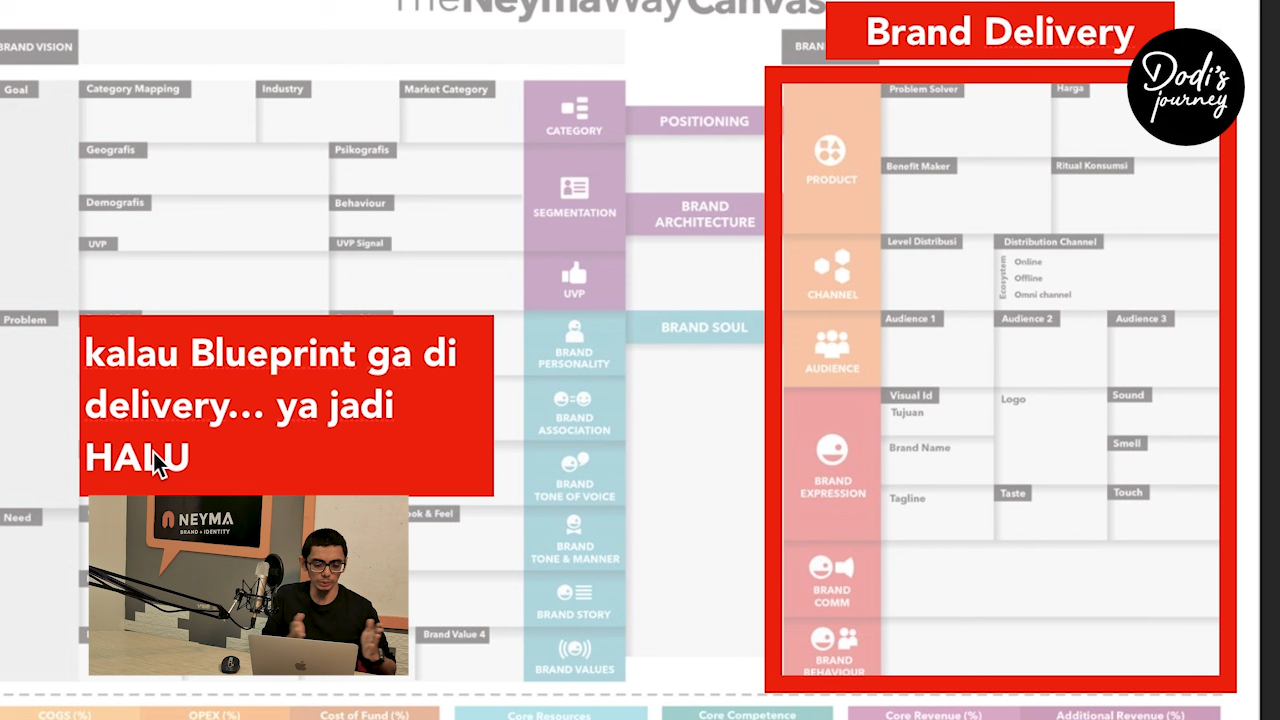 TheNeymaWayCanvas
Brand Delivery
Dodi's
journey
BRAND VISION
Goal
Category Mapping
Industry
Market Category
CATEGORY
POSITIONING
Problem Solver
Harga
Geografis
Psikografis
PRODUCT
Benefit Maker
Ritual Konsumsi
Demografis
Behaviour
SEGMENTATION
BRAND
ARCHITECTURE
UVP
UVP Signal
UVP
Level Distribusi
Distribution Channel
Ecosystem
Online
Offline
Omni channel
CHANNEL
Problem
BRAND
PERSONALITY
BRAND SOUL
Audience 1
Audience 2
Audience 3
AUDIENCE
kalau Blueprint ga di
delivery... ya jadi
HALU
BRAND
ASSOCIATION
Visual Id
Tujuan
Logo
Sound
Brand Name
Smell
BRAND
EXPRESSION
BRAND
TONE OF VOICE
Tagline
Taste
Touch
Need
NEYMA
BRAND + IDENTITY
ook & Feel
BRAND
TONE & MANNER
BRAND
COMM
BRAND STORY
Brand Value 4
BRAND VALUES
BRAND
BEHAVIOUR
COGS (%)
OPEX (%)
Cost of Fund (%)
Core Resources
Core Competence
Core Revenue (%)
Additional Revenue (%)